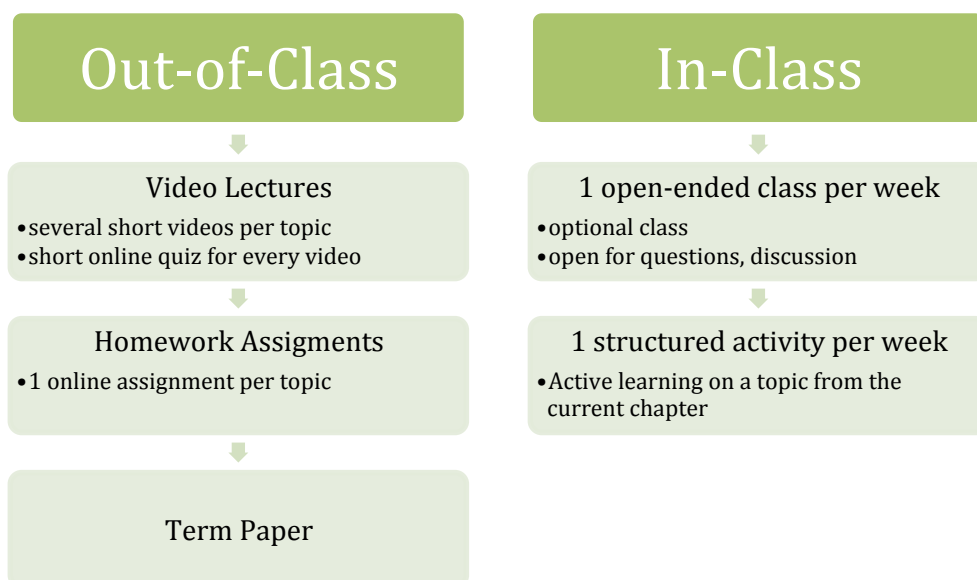 Out-of-Class
Video Lectures
•several short videos per topic
•short online quiz for every video
Homework Assigments
•1 online assignment per topic
Term Paper
In-Class
1 open-ended class per week
•optional class
•open for questions, discussion
1 structured activity per week
•Active learning on a topic from the
current chapter